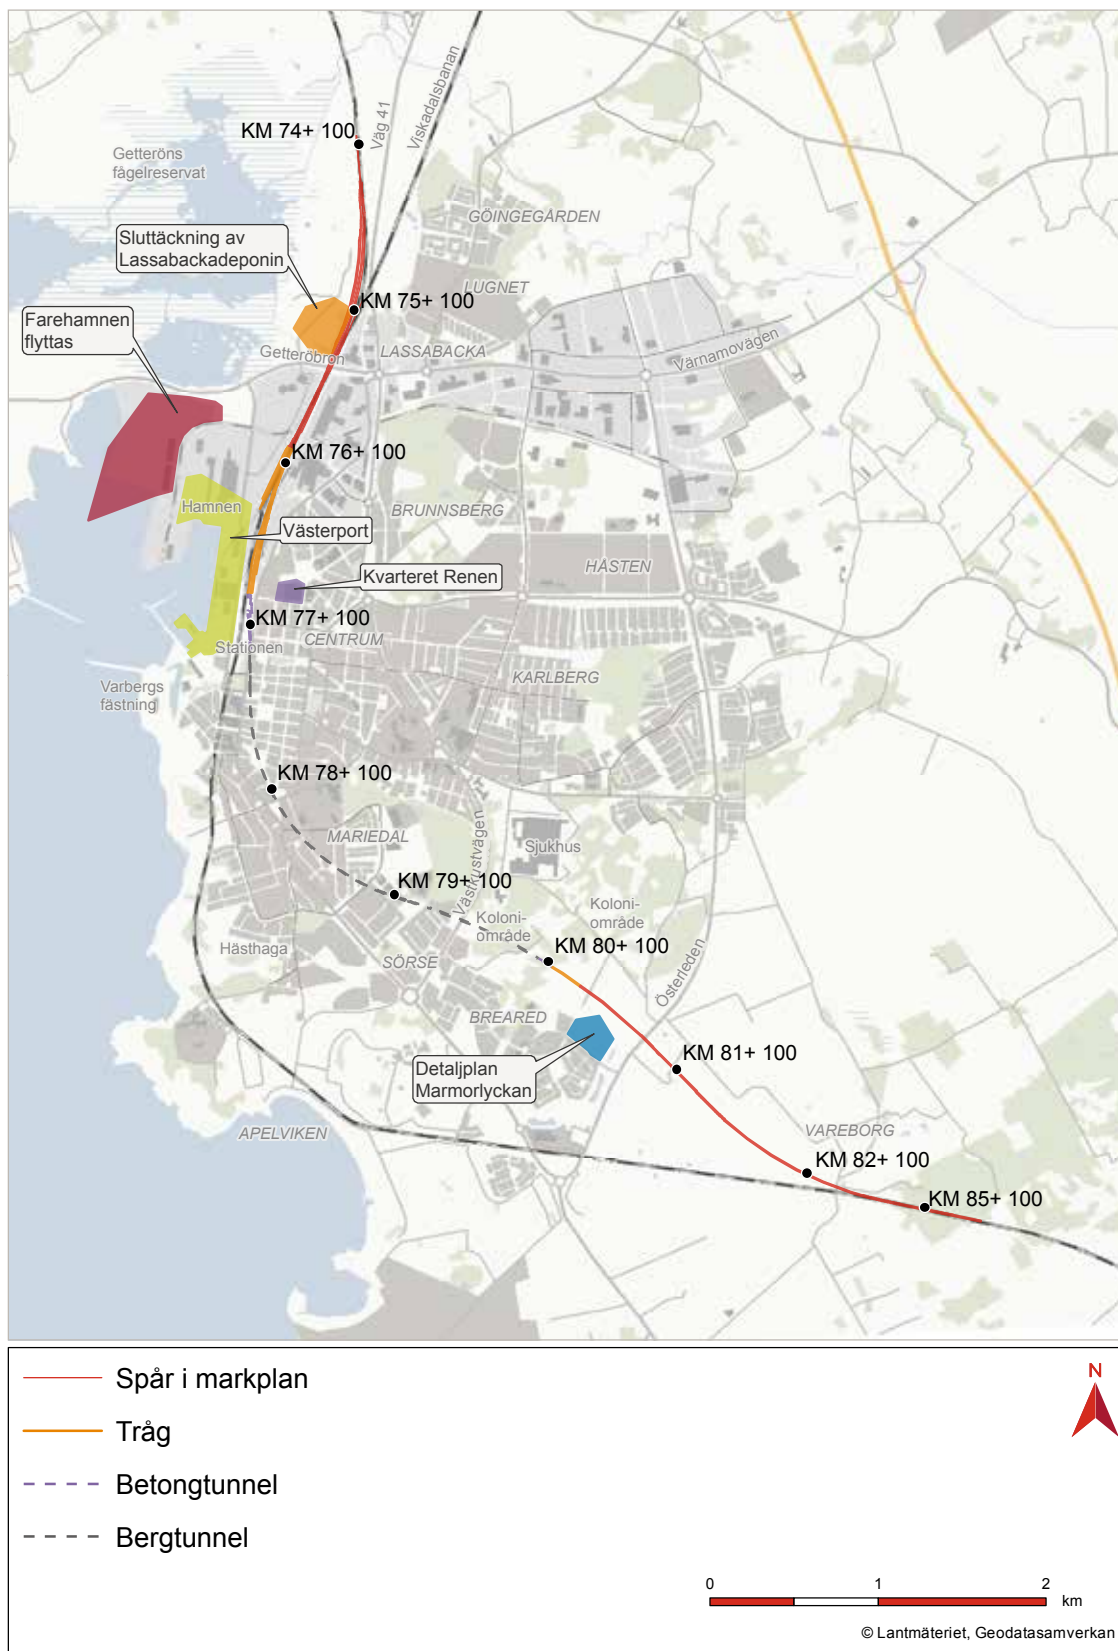 KM 74+ 100
Väg 41
Viskadalsbanan
Getteröns
fågelreservat
GÖINGEGÅRDEN
Sluttäckning av
Lassabackadeponin
LUGNET
KM 75+ 100
Farehamnen
flyttas
Getteröbron
LASSABACKA
Värnamovägen
KM 76+ 100
Hamnen
BRUNNSBERG
Västerport
HÅSTEN
Kvarteret Renen
KM 77+ 100
CENTRUM
Stationen
KARLBERG
Varbergs
fästning
KM 78+ 100
MARIEDAL
Västkustvägen
Sjukhus
KM 79+ 100
Koloni-
område
Koloni-
område
Hästhaga
SÖRSE
KM 80+ 100
Österleden
BREARED
KM 81+ 100
Detaljplan
Marmorlyckan
APELVIKEN
VAREBORG
KM 82+ 100
KM 85+ 100
Spår i markplan
N
Tråg
Betongtunnel
Bergtunnel
0 1 2
km
© Lantmäteriet, Geodatasamverkan